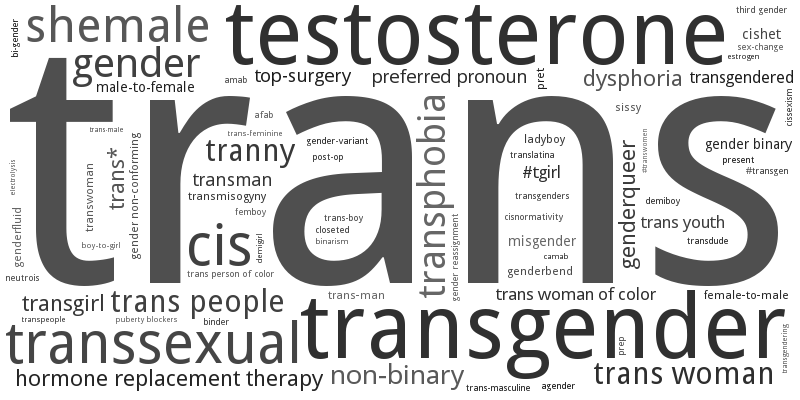 bi-gender
shemale
testosterone
third gender
cishet
sex-change
estrogen
gender
male-to-female
amab
top-surgery
preferred pronoun
pret
dysphoria
transgendered
cissexism
trans
trans-male
electrolysis
transwoman
trans*
gender non-conforming
genderfluid
boy-to-girl
neutrois
afab
trans-feminine
tranny
transman
transmisogyny
femboy
cis
demigirl
trans person of color
gender-variant
post-op
trans-boy
closeted
binarism
transphobia
gender reassignment
ladyboy
translatina
#tgirl
transgenders
cisnormativity
misgender
camab
genderbend
sissy
genderqueer
#transwomen
demiboy
trans youth
transdude
gender binary
present
#transgen
transgirl
trans people
transpeople
puberty blockers
binder
trans-man
trans woman of color
female-to-male
transsexual
transgender
prep
transgendering
hormone replacement therapy
non-binary
trans-masculine
agender
trans woman